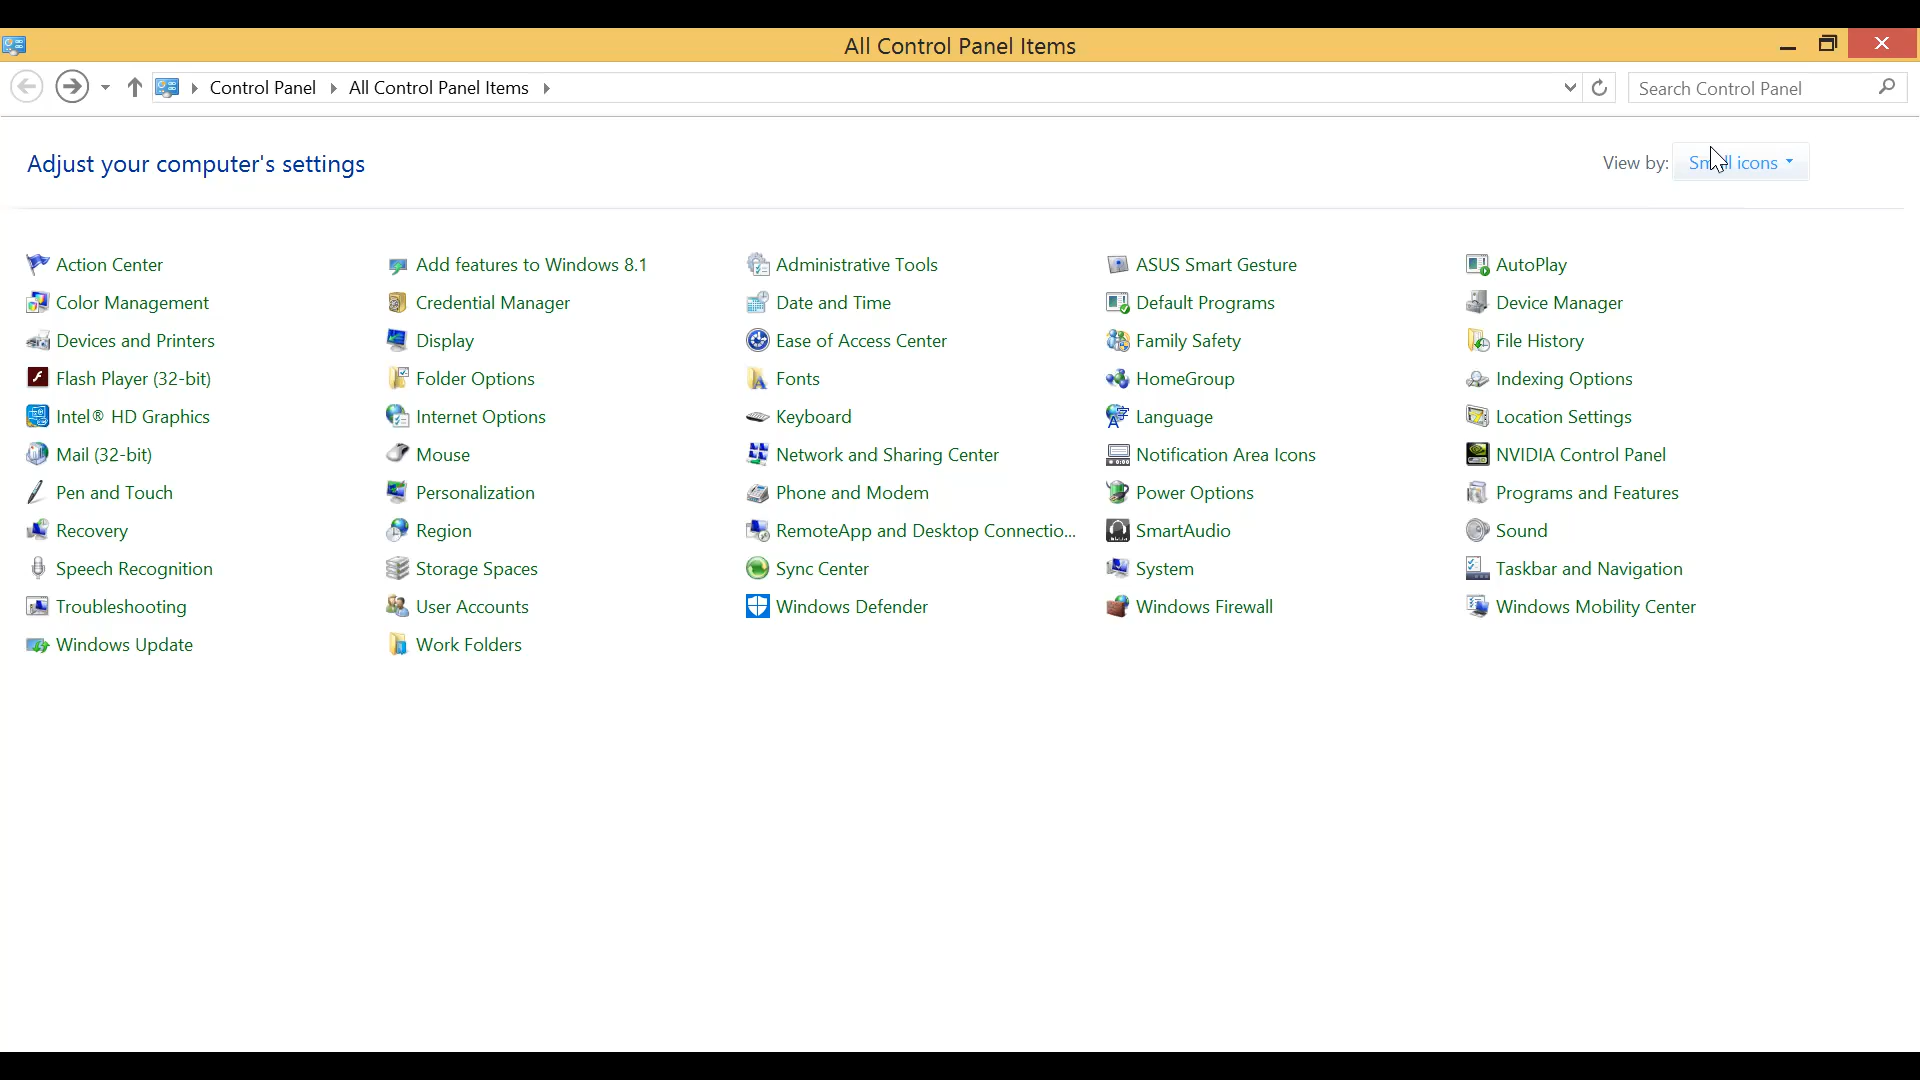 All Control Panel Items
Control Panel All Control Panel Items Search Control Panel
Adjust your computer's settings View by: Small icons
Action Center Add features to Windows 8.1 Administrative Tools ASUS Smart Gesture AutoPlay
Color Management Credential Manager Date and Time Default Programs Device Manager
Devices and Printers Display Ease of Access Center Family Safety File History
Flash Player (32-bit) Folder Options Fonts HomeGroup Indexing Options
Intel® HD Graphics Internet Options Keyboard Language Location Settings
Mail (32-bit) Mouse Network and Sharing Center Notification Area Icons NVIDIA Control Panel
Pen and Touch Personalization Phone and Modem Power Options Programs and Features
Recovery Region RemoteApp and Desktop Connectio... SmartAudio Sound
Speech Recognition Storage Spaces Sync Center System Taskbar and Navigation
Troubleshooting User Accounts Windows Defender Windows Firewall Windows Mobility Center
Windows Update Work Folders